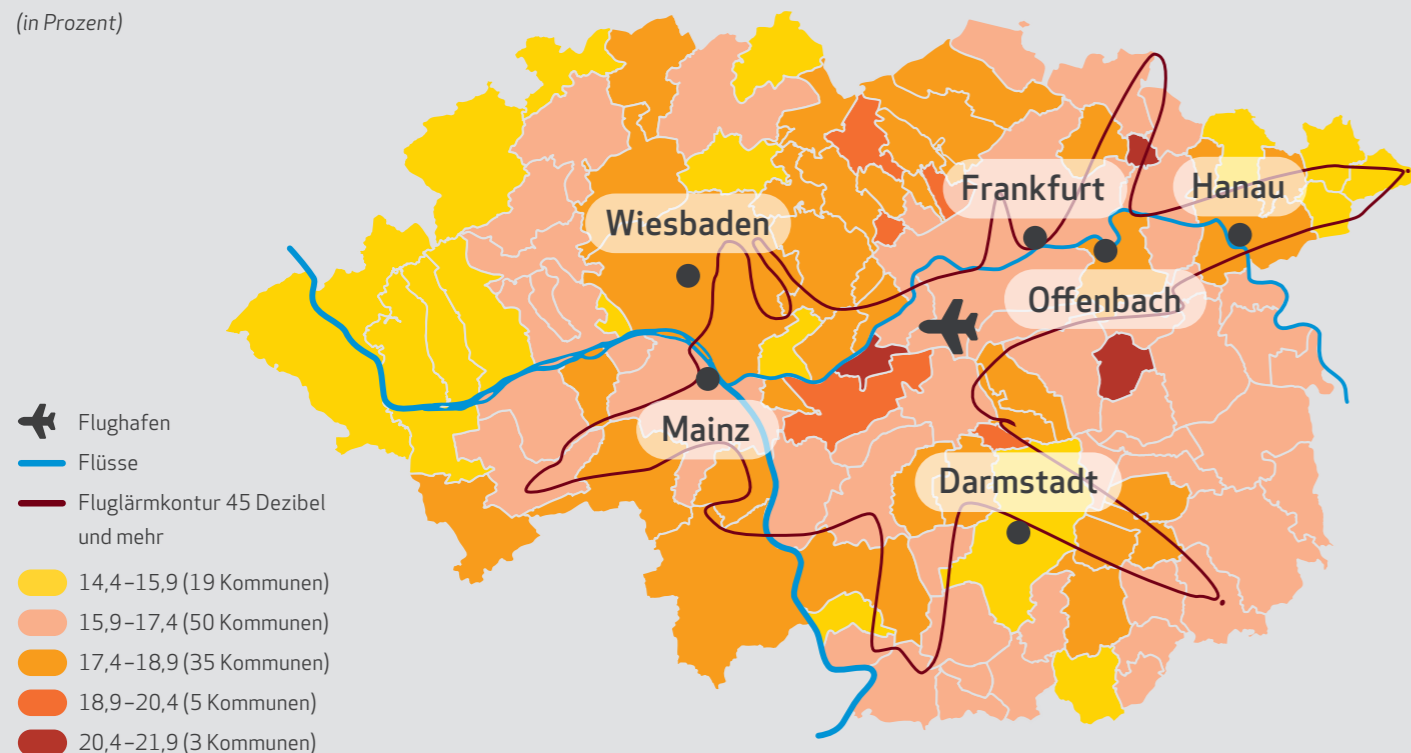 (in Prozent)
Frankfurt
Hanau
Wiesbaden
Offenbach
Mainz
Darmstadt
Flughafen
Flüsse
Fluglärmkontur 45 Dezibel
und mehr
14,4–15,9 (19 Kommunen)
15,9–17,4 (50 Kommunen)
17,4–18,9 (35 Kommunen)
18,9–20,4 (5 Kommunen)
20,4–21,9 (3 Kommunen)